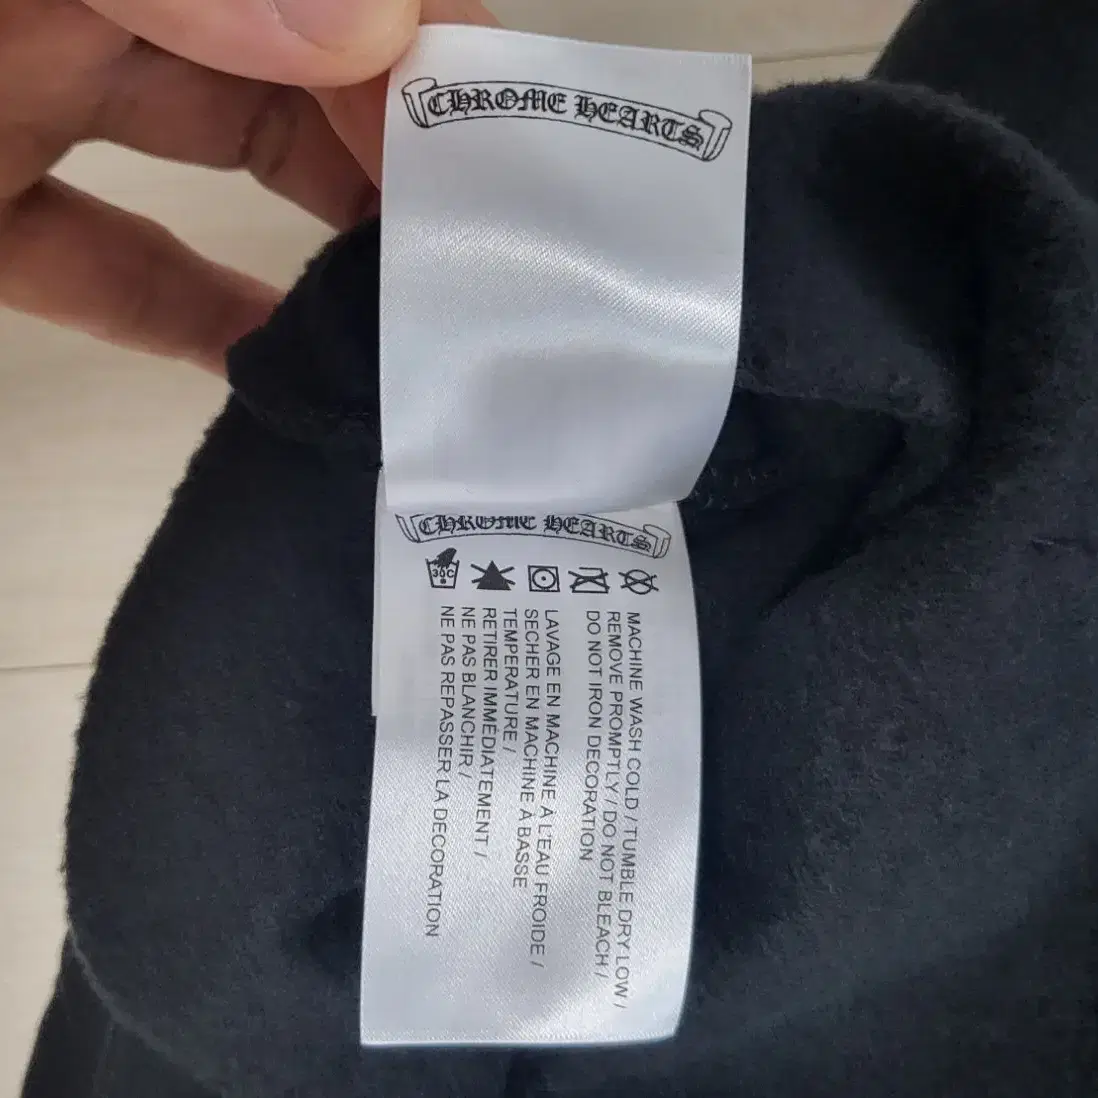 CHROME HEARTS
CHROME HEARTS
30C
MACHINE WASH COLD / TUMBLE DRY LOW /
REMOVE PROMPTLY / DO NOT BLEACH /
DO NOT IRON DECORATION
LAVAGE EN MACHINE À L'EAU FROIDE /
SECHER EN MACHINE À BASSE
TEMPERATURE /
RETIRER IMMÉDIATEMENT /
NE PAS BLANCHIR /
NE PAS REPASSER LA DECORATION